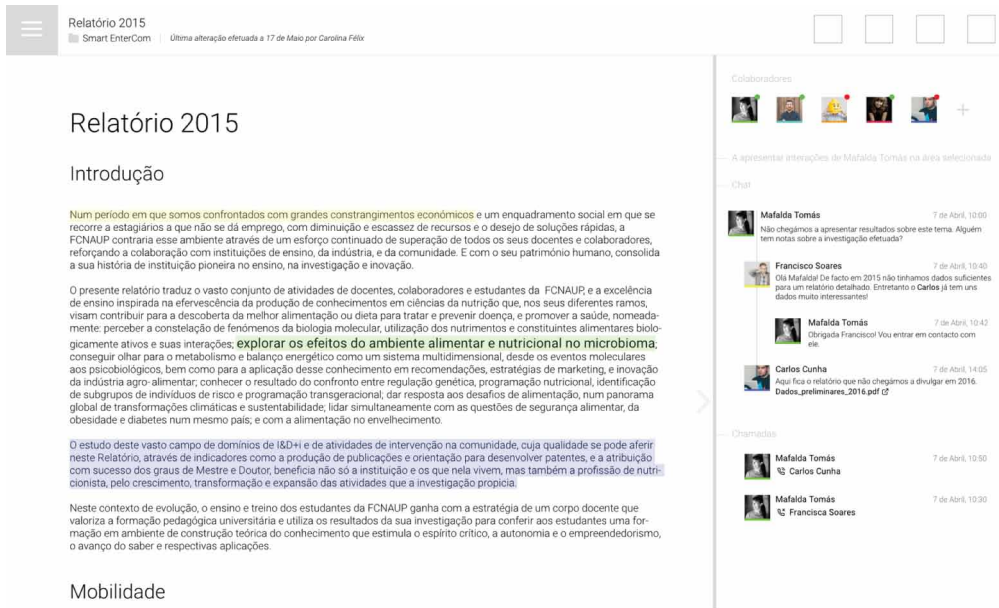 Relatório 2015
Smart EnterCom
Última alteração efetuada a 17 de Maio por Carolina Félix
Relatório 2015
Introdução
Num período em que somos confrontados com grandes constrangimentos económicos e um enquadramento social em que se
recorre a estagiários a que não se dá emprego, com diminuição e escassez de recursos e o desejo de soluções rápidas, a
FCNAUP contraria esse ambiente através de um esforço continuado de superação de todos os seus docentes e colaboradores,
reforçando a colaboração com instituições de ensino, da indústria, e da comunidade. E com o seu património humano, consolida
a sua história de instituição pioneira no ensino, na investigação e inovação.
O presente relatório traduz o vasto conjunto de atividades de docentes, colaboradores e estudantes da FCNAUP, e a excelência
de ensino inspirada na efervescência da produção de conhecimentos em ciências da nutrição que, nos seus diferentes ramos,
visam contribuir para a descoberta da melhor alimentação ou dieta para tratar e prevenir doença, e promover a saúde, nomeada-
mente: perceber a constelação de fenómenos da biologia molecular, utilização dos nutrimentos e constituintes alimentares biolo-
gicamente ativos e suas interações; explorar os efeitos do ambiente alimentar e nutricional no microbioma;
conseguir olhar para o metabolismo e balanço energético como um sistema multidimensional, desde os eventos moleculares
aos psicobiológicos, bem como para a aplicação desse conhecimento em recomendações, estratégias de marketing, e inovação
da indústria agro-alimentar; conhecer o resultado do confronto entre regulação genética, programação nutricional, identificação
de subgrupos de indivíduos de risco e programação transgeracional; dar resposta aos desafios de alimentação, num panorama
global de transformações climáticas e sustentabilidade; lidar simultaneamente com as questões de segurança alimentar, da
obesidade e diabetes num mesmo país; e com a alimentação no envelhecimento.
O estudo deste vasto campo de domínios de I&D+i e de atividades de intervenção na comunidade, cuja qualidade se pode aferir
neste Relatório, através de indicadores como a produção de publicações e orientação para desenvolver patentes, e a atribuição
com sucesso dos graus de Mestre e Doutor, beneficia não só a instituição e os que nela vivem, mas também a profissão de nutri-
cionista, pelo crescimento, transformação e expansão das atividades que a investigação propicia.
Neste contexto de evolução, o ensino e treino dos estudantes da FCNAUP ganha com a estratégia de um corpo docente que
valoriza a formação pedagógica universitária e utiliza os resultados da sua investigação para conferir aos estudantes uma for-
mação em ambiente de construção teórica do conhecimento que estimula o espírito crítico, a autonomia e o empreendedorismo,
o avanço do saber e respectivas aplicações.
Mobilidade
Colaboradores
A apresentar interações de Mafalda Tomás na área selecionada
Chat
Mafalda Tomás
7 de Abril, 10:00
Não chegámos a apresentar resultados sobre este tema. Alguém
tem notas sobre a investigação efetuada?
Francisco Soares
7 de Abril, 10:40
Olá Mafalda! De facto em 2015 não tinhamos dados suficientes
para um relatório detalhado. Entretanto o Carlos já tem uns
dados muito interessantes!
Mafalda Tomás
7 de Abril, 10:42
Obrigada Francisco! Vou entrar em contacto com
ele.
Carlos Cunha
7 de Abril, 14:05
Aqui fica o relatório que não chegámos a divulgar em 2016.
Dados_preliminares_2016.pdf
Chamadas
Mafalda Tomás
7 de Abril, 10:50
Carlos Cunha
Mafalda Tomás
7 de Abril, 10:30
Francisca Soares